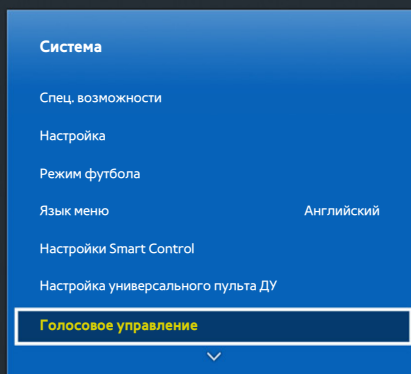 Система
Спец. возможности
Настройка
Режим футбола
Язык меню Английский
Настройки Smart Control
Настройка универсального пульта ДУ
Голосовое управление